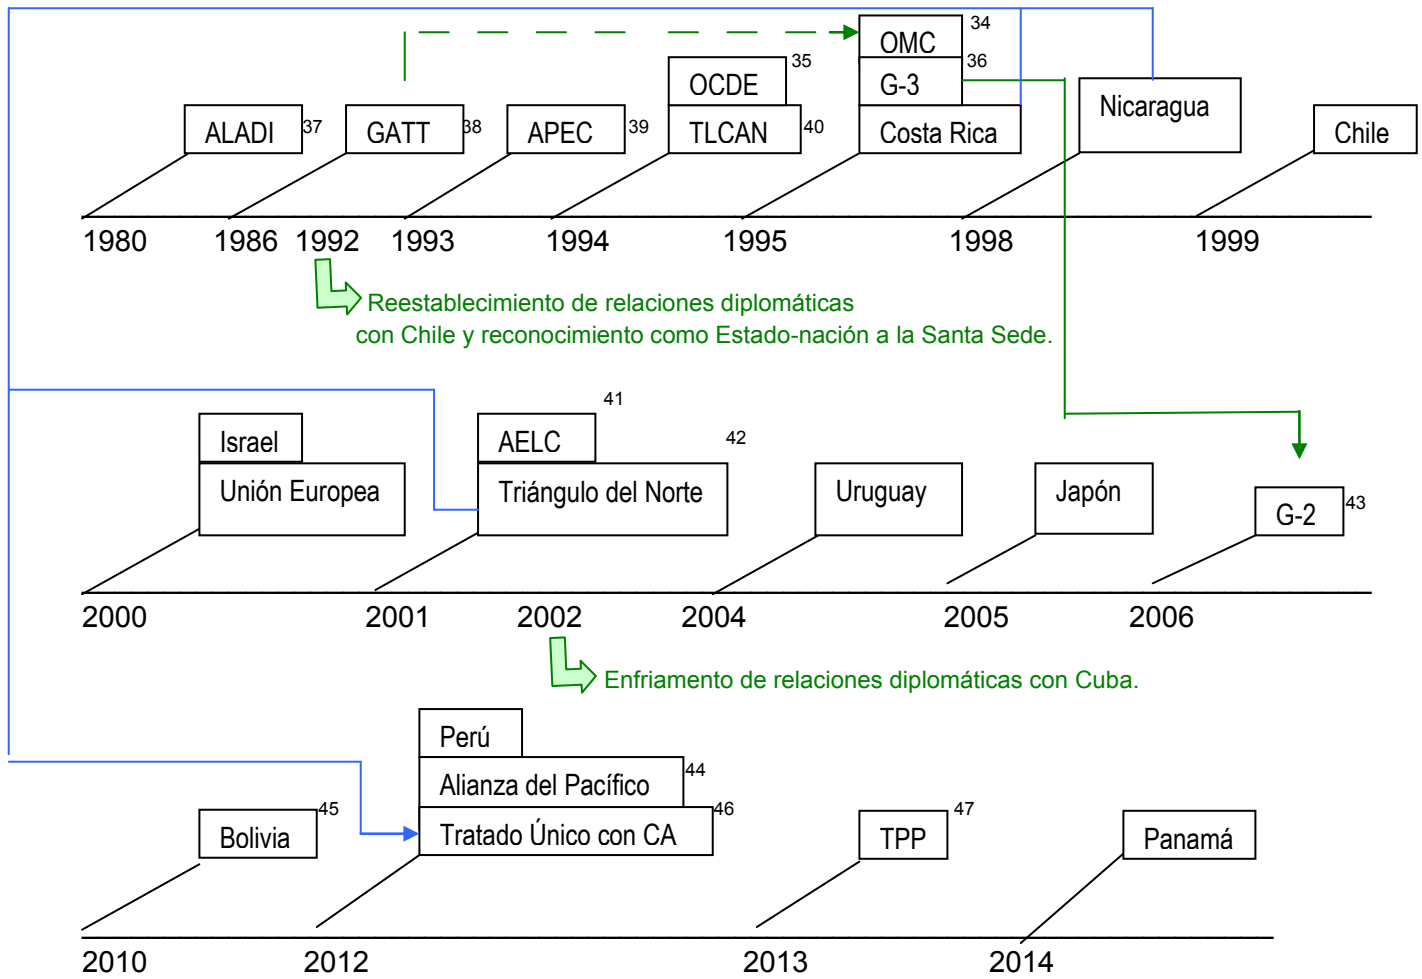 OMC 34
OCDE 35
G-3 36
Nicaragua
ALADI 37
GATT 38
APEC 39
TLCAN 40
Costa Rica
Chile
1980 1986 1992 1993 1994 1995 1998 1999
Reestablecimiento de relaciones diplomáticas
con Chile y reconocimiento como Estado-nación a la Santa Sede.
Israel
AELC 41
Unión Europea
Triángulo del Norte 42
Uruguay
Japón
G-2 43
2000 2001 2002 2004 2005 2006
Enfriamento de relaciones diplomáticas con Cuba.
Perú
Alianza del Pacífico 44
Bolivia 45
Tratado Único con CA 46
TPP 47
Panamá
2010 2012 2013 2014